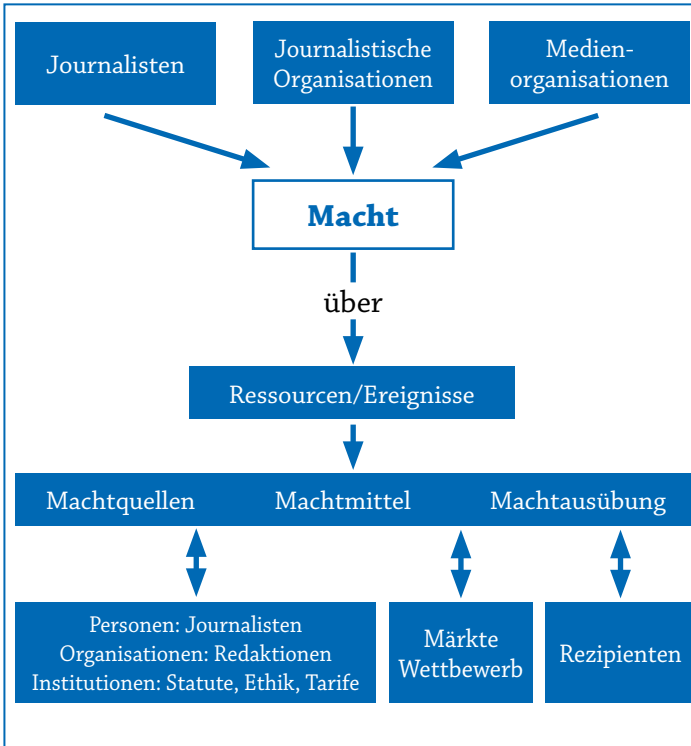 Journalisten
Journalistische
Organisationen
Medien-
organisationen
Macht
über
Ressourcen/Ereignisse
Machtquellen Machtmittel Machtausübung
Personen: Journalisten
Organisationen: Redaktionen
Institutionen: Statute, Ethik, Tarife
Märkte
Wettbewerb
Rezipienten